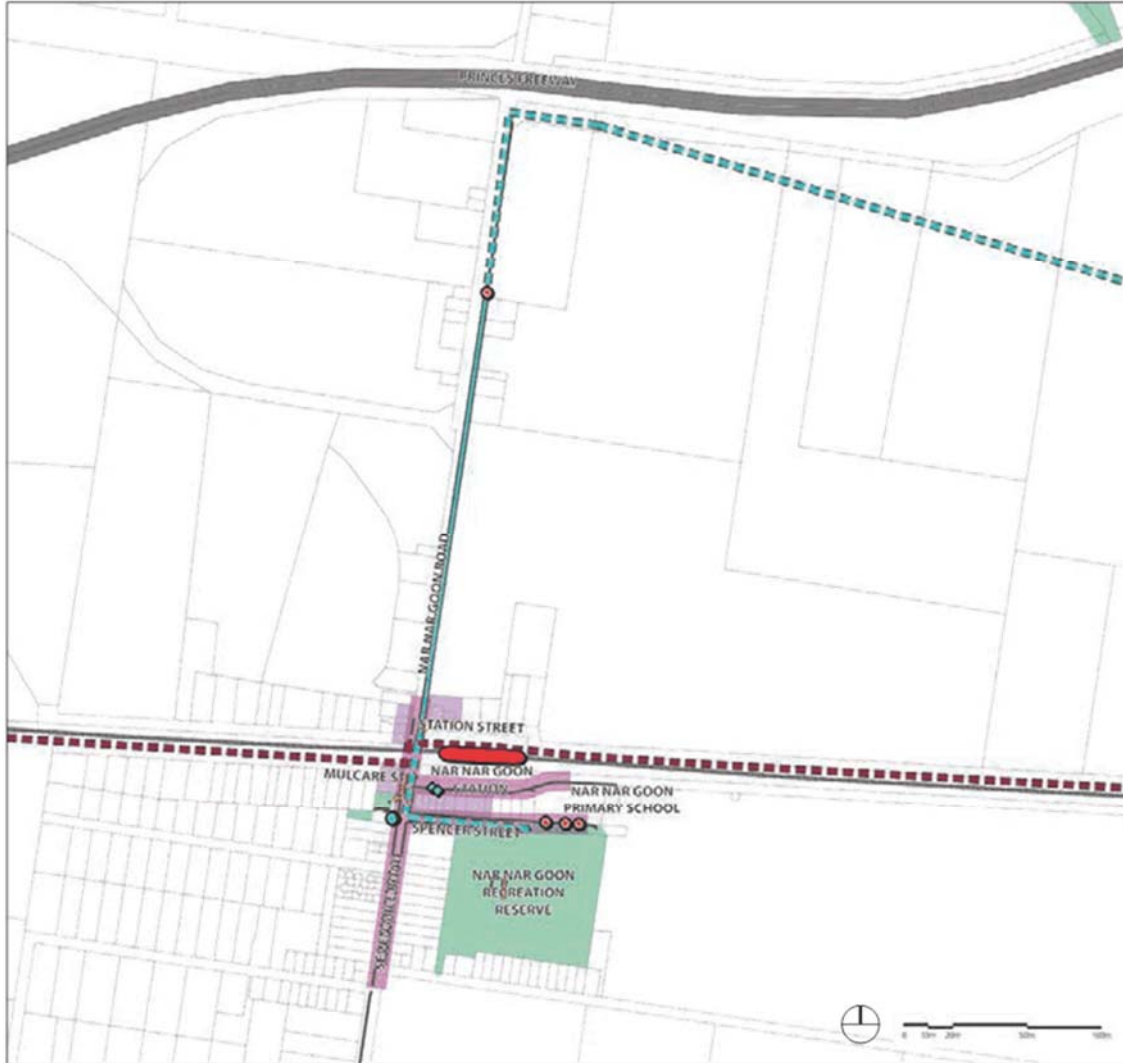 PRINCES FREEWAY
NAR NAR GOON ROAD
STATION STREET
MULCARE ST
NAR NAR GOON
STATION
NAR NAR GOON
PRIMARY SCHOOL
SPENCER STREET
NAR NAR GOON
RECREATION
RESERVE
0